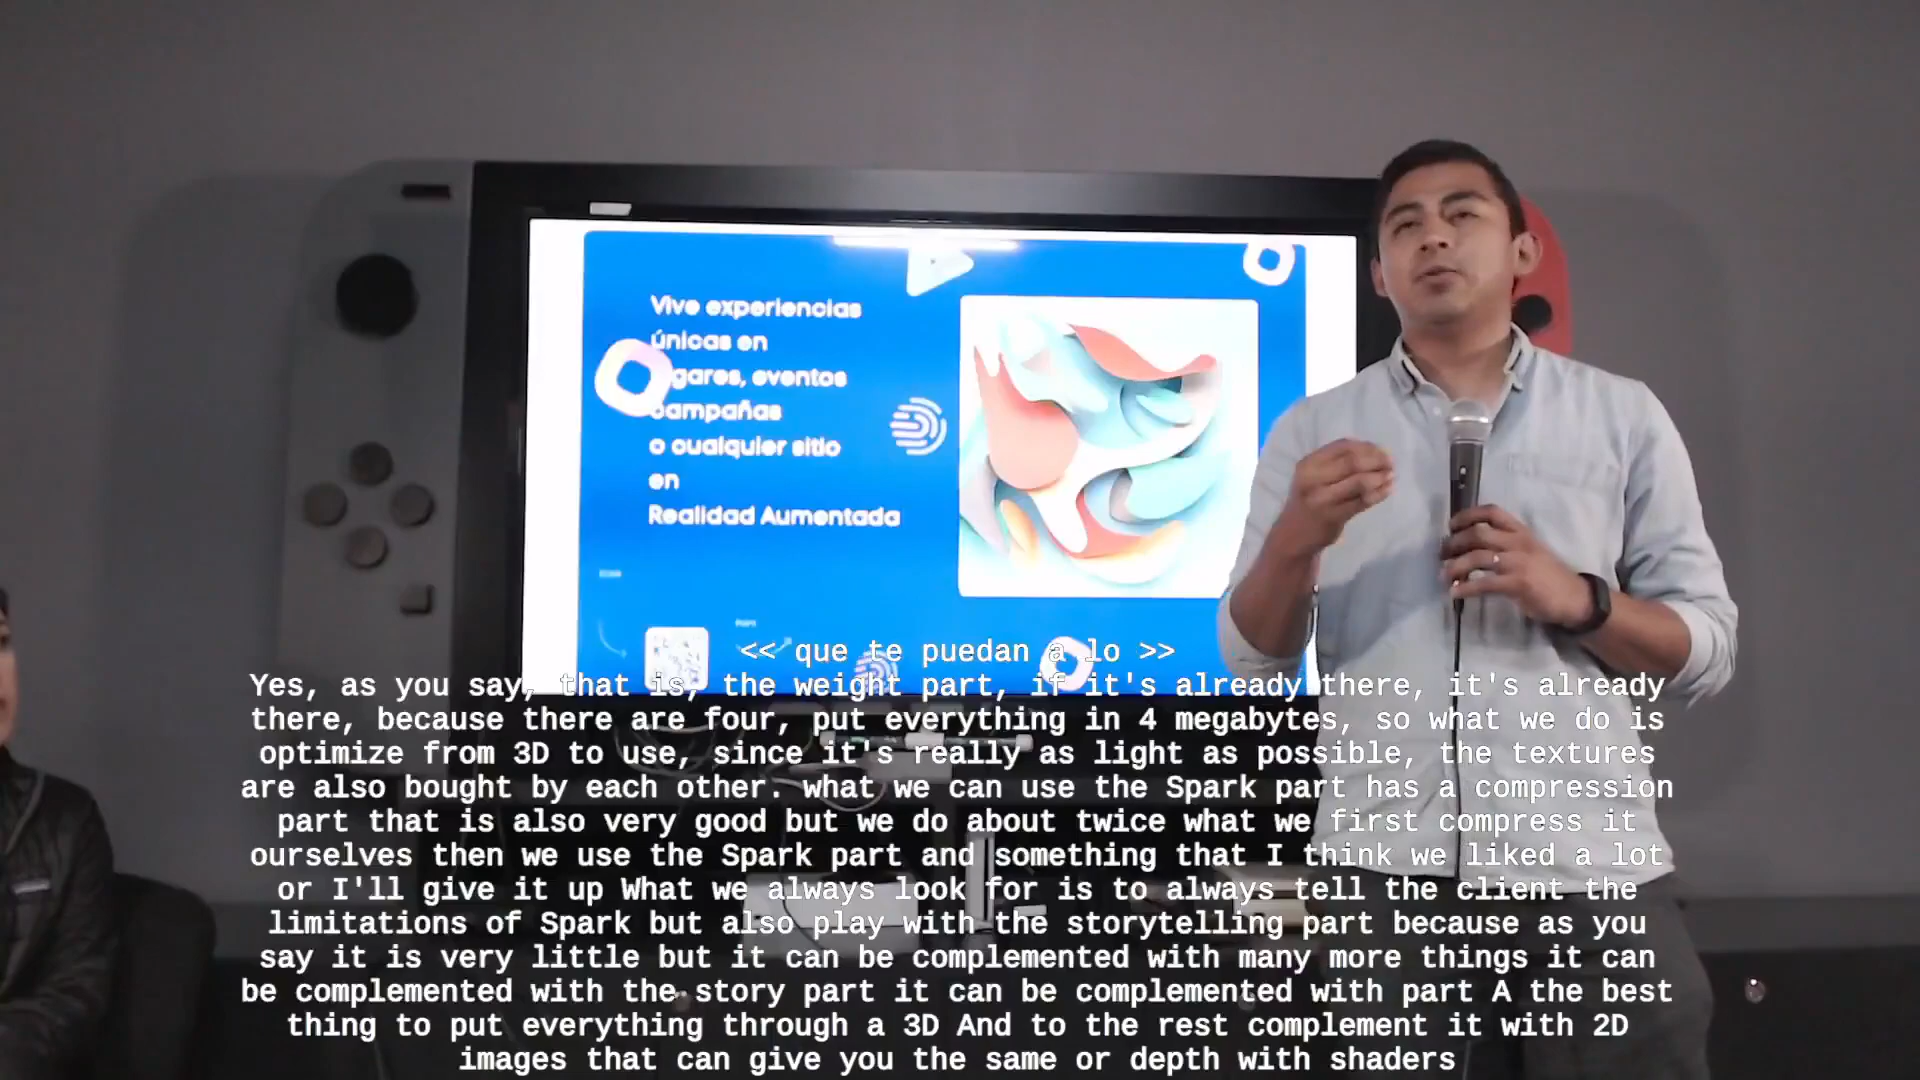 Vive experiencias
únicas en
gares, eventos
campañas
o cualquier sitio
en
Realidad Aumentada
<< que te puedan a lo >>
Yes, as you say, that is, the weight part, if it's already there, it's already
there, because there are four, put everything in 4 megabytes, so what we do is
optimize from 3D to use, since it's really as light as possible, the textures
are also bought by each other. what we can use the Spark part has a compression
part that is also very good but we do about twice what we first compress it
ourselves then we use the Spark part and something that I think we liked a lot
or I'll give it up What we always look for is to always tell the client the
limitations of Spark but also play with the storytelling part because as you
say it is very little but it can be complemented with many more things it can
be complemented with the story part it can be complemented with part A the best
thing to put everything through a 3D And to the rest complement it with 2D
images that can give you the same or depth with shaders